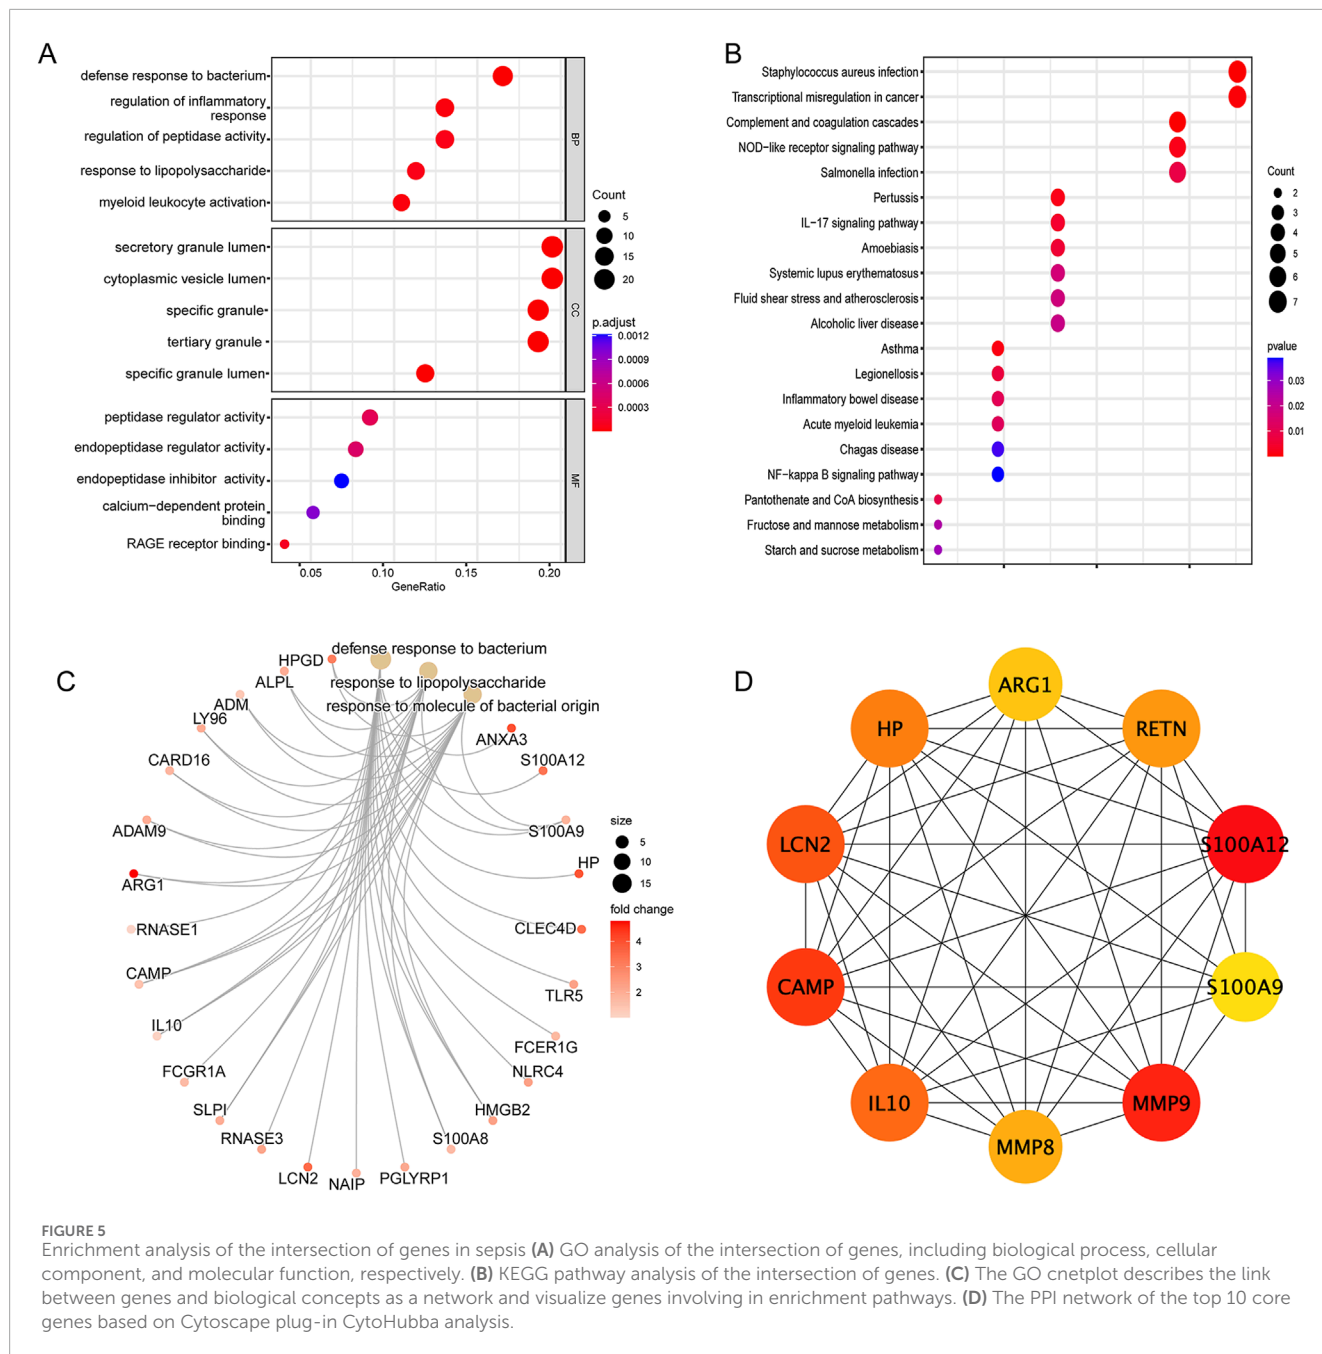 A
defense response to bacterium
regulation of inflammatory
response
regulation of peptidase activity
response to lipopolysaccharide
myeloid leukocyte activation
BP
secretory granule lumen
cytoplasmic vesicle lumen
specific granule
tertiary granule
specific granule lumen
CC
peptidase regulator activity
endopeptidase regulator activity
endopeptidase inhibitor activity
calcium-dependent protein
binding
RAGE receptor binding
MF
0.05 0.10 0.15 0.20
GeneRatio
Count
5
10
15
20
p.adjust
0.0012
0.0009
0.0006
0.0003
B
Staphylococcus aureus infection
Transcriptional misregulation in cancer
Complement and coagulation cascades
NOD-like receptor signaling pathway
Salmonella infection
Pertussis
IL-17 signaling pathway
Amoebiasis
Systemic lupus erythematosus
Fluid shear stress and atherosclerosis
Alcoholic liver disease
Asthma
Legionellosis
Inflammatory bowel disease
Acute myeloid leukemia
Chagas disease
NF-kappa B signaling pathway
Pantothenate and CoA biosynthesis
Fructose and mannose metabolism
Starch and sucrose metabolism
Count
2
3
4
5
6
7
pvalue
0.03
0.02
0.01
C
defense response to bacterium
response to lipopolysaccharide
response to molecule of bacterial origin
HPGD
ALPL
ADM
LY96
CARD16
ADAM9
ARG1
RNASE1
CAMP
IL10
FCGR1A
SLPI
RNASE3
LCN2
NAIP
PGLYRP1
S100A8
HMGB2
NLRC4
FCER1G
TLR5
CLEC4D
HP
S100A9
S100A12
ANXA3
size
5
10
15
fold change
4
3
2
D
ARG1
HP
RETN
LCN2
S100A12
CAMP
S100A9
IL10
MMP9
MMP8
FIGURE 5
Enrichment analysis of the intersection of genes in sepsis (A) GO analysis of the intersection of genes, including biological process, cellular
component, and molecular function, respectively. (B) KEGG pathway analysis of the intersection of genes. (C) The GO cnetplot describes the link
between genes and biological concepts as a network and visualize genes involving in enrichment pathways. (D) The PPI network of the top 10 core
genes based on Cytoscape plug-in CytoHubba analysis.